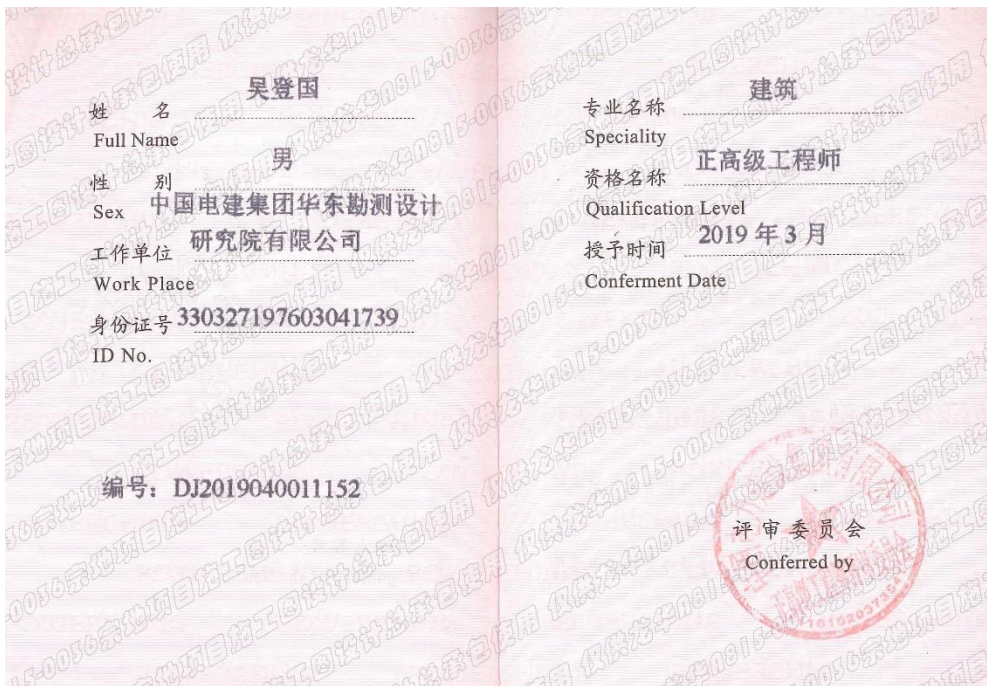 吴登国
姓 名
Full Name
男
性 别
Sex
中国电建集团华东勘测设计
研究院有限公司
工作单位
Work Place
身份证号 330327197603041739
ID No.
编号：DJ2019040011152
建筑
专业名称
Speciality
正高级工程师
资格名称
Qualification Level
2019 年 3 月
授予时间
Conferment Date
评审委员会
Conferred by
仅供龙华A815-0036宗地项目施工图设计总承包使用